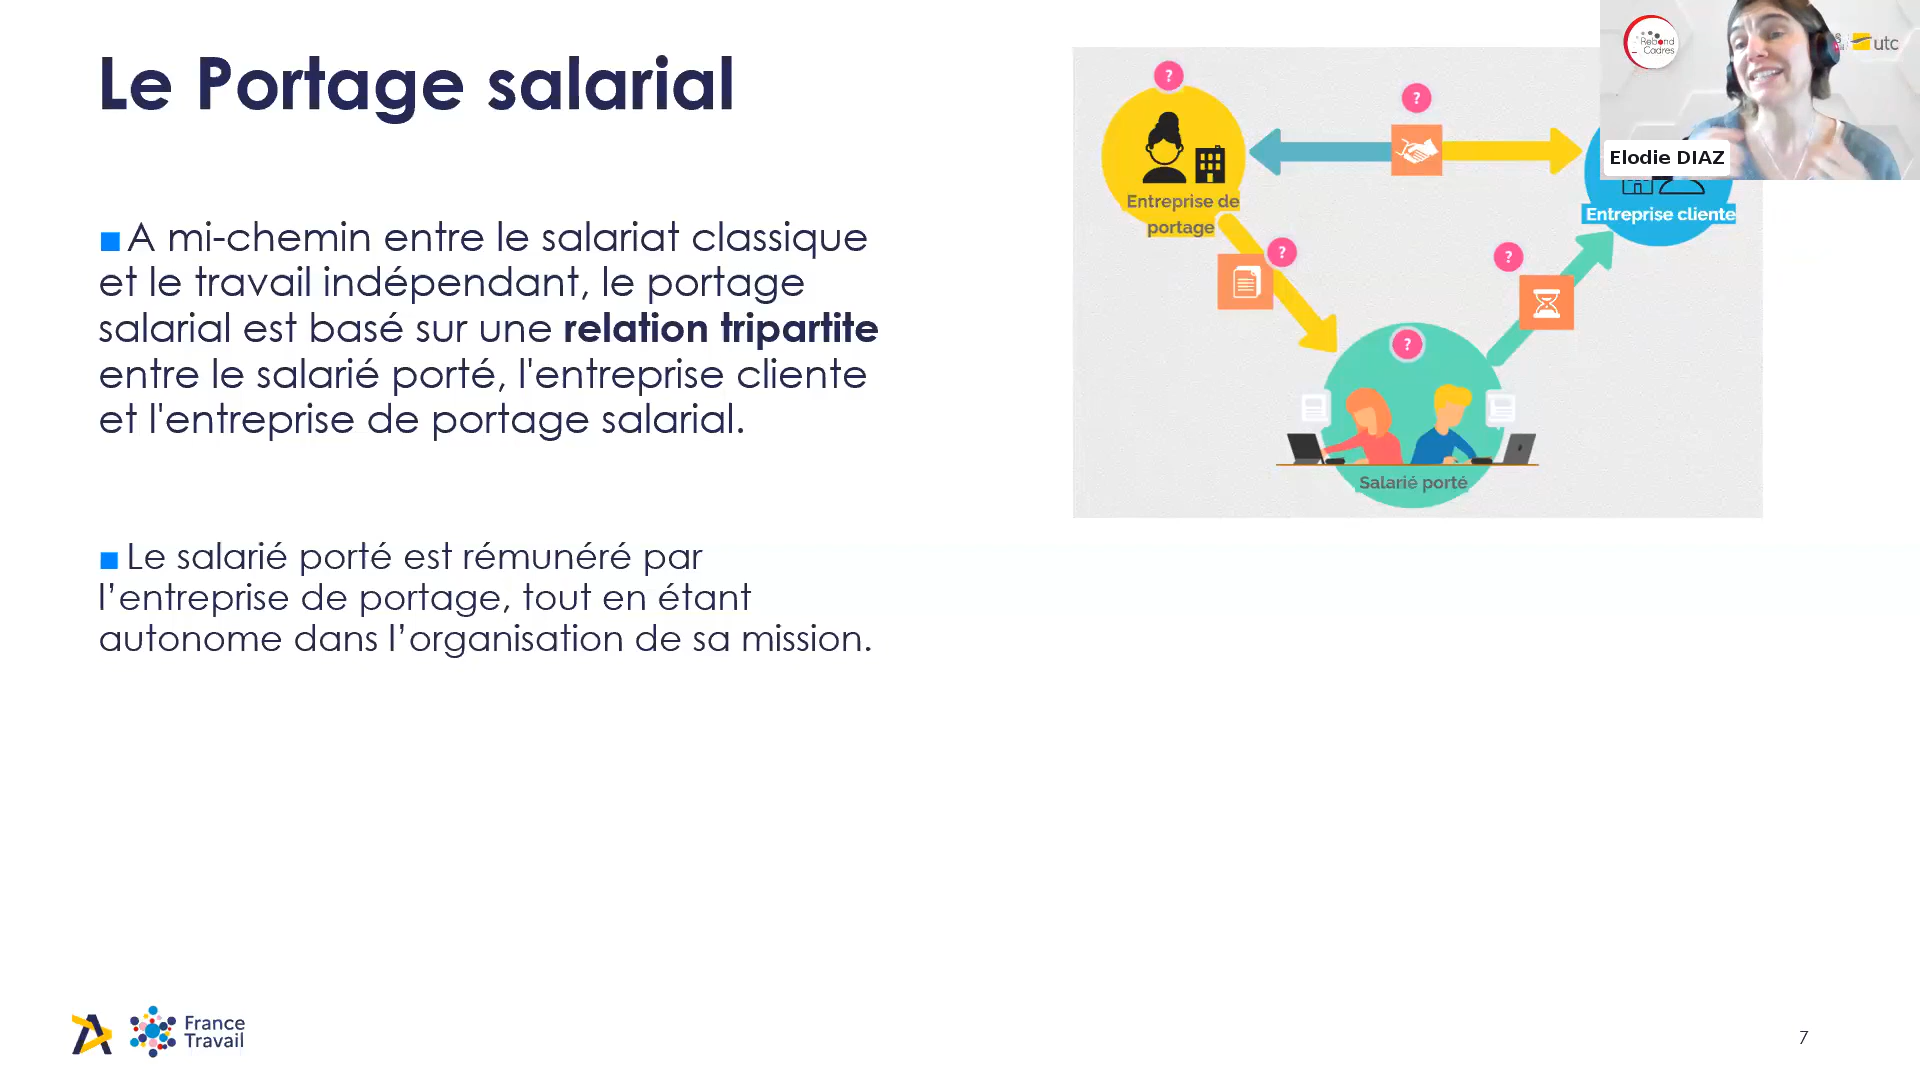 Le Portage salarial
A mi-chemin entre le salariat classique
et le travail indépendant, le portage
salarial est basé sur une relation tripartite
entre le salarié porté, l'entreprise cliente
et l'entreprise de portage salarial.
Le salarié porté est rémunéré par
l’entreprise de portage, tout en étant
autonome dans l’organisation de sa mission.
?
?
Entreprise de
portage
Entreprise cliente
?
?
?
Salarié porté
Rebond
Cadres
utc
Elodie DIAZ
France
Travail
7